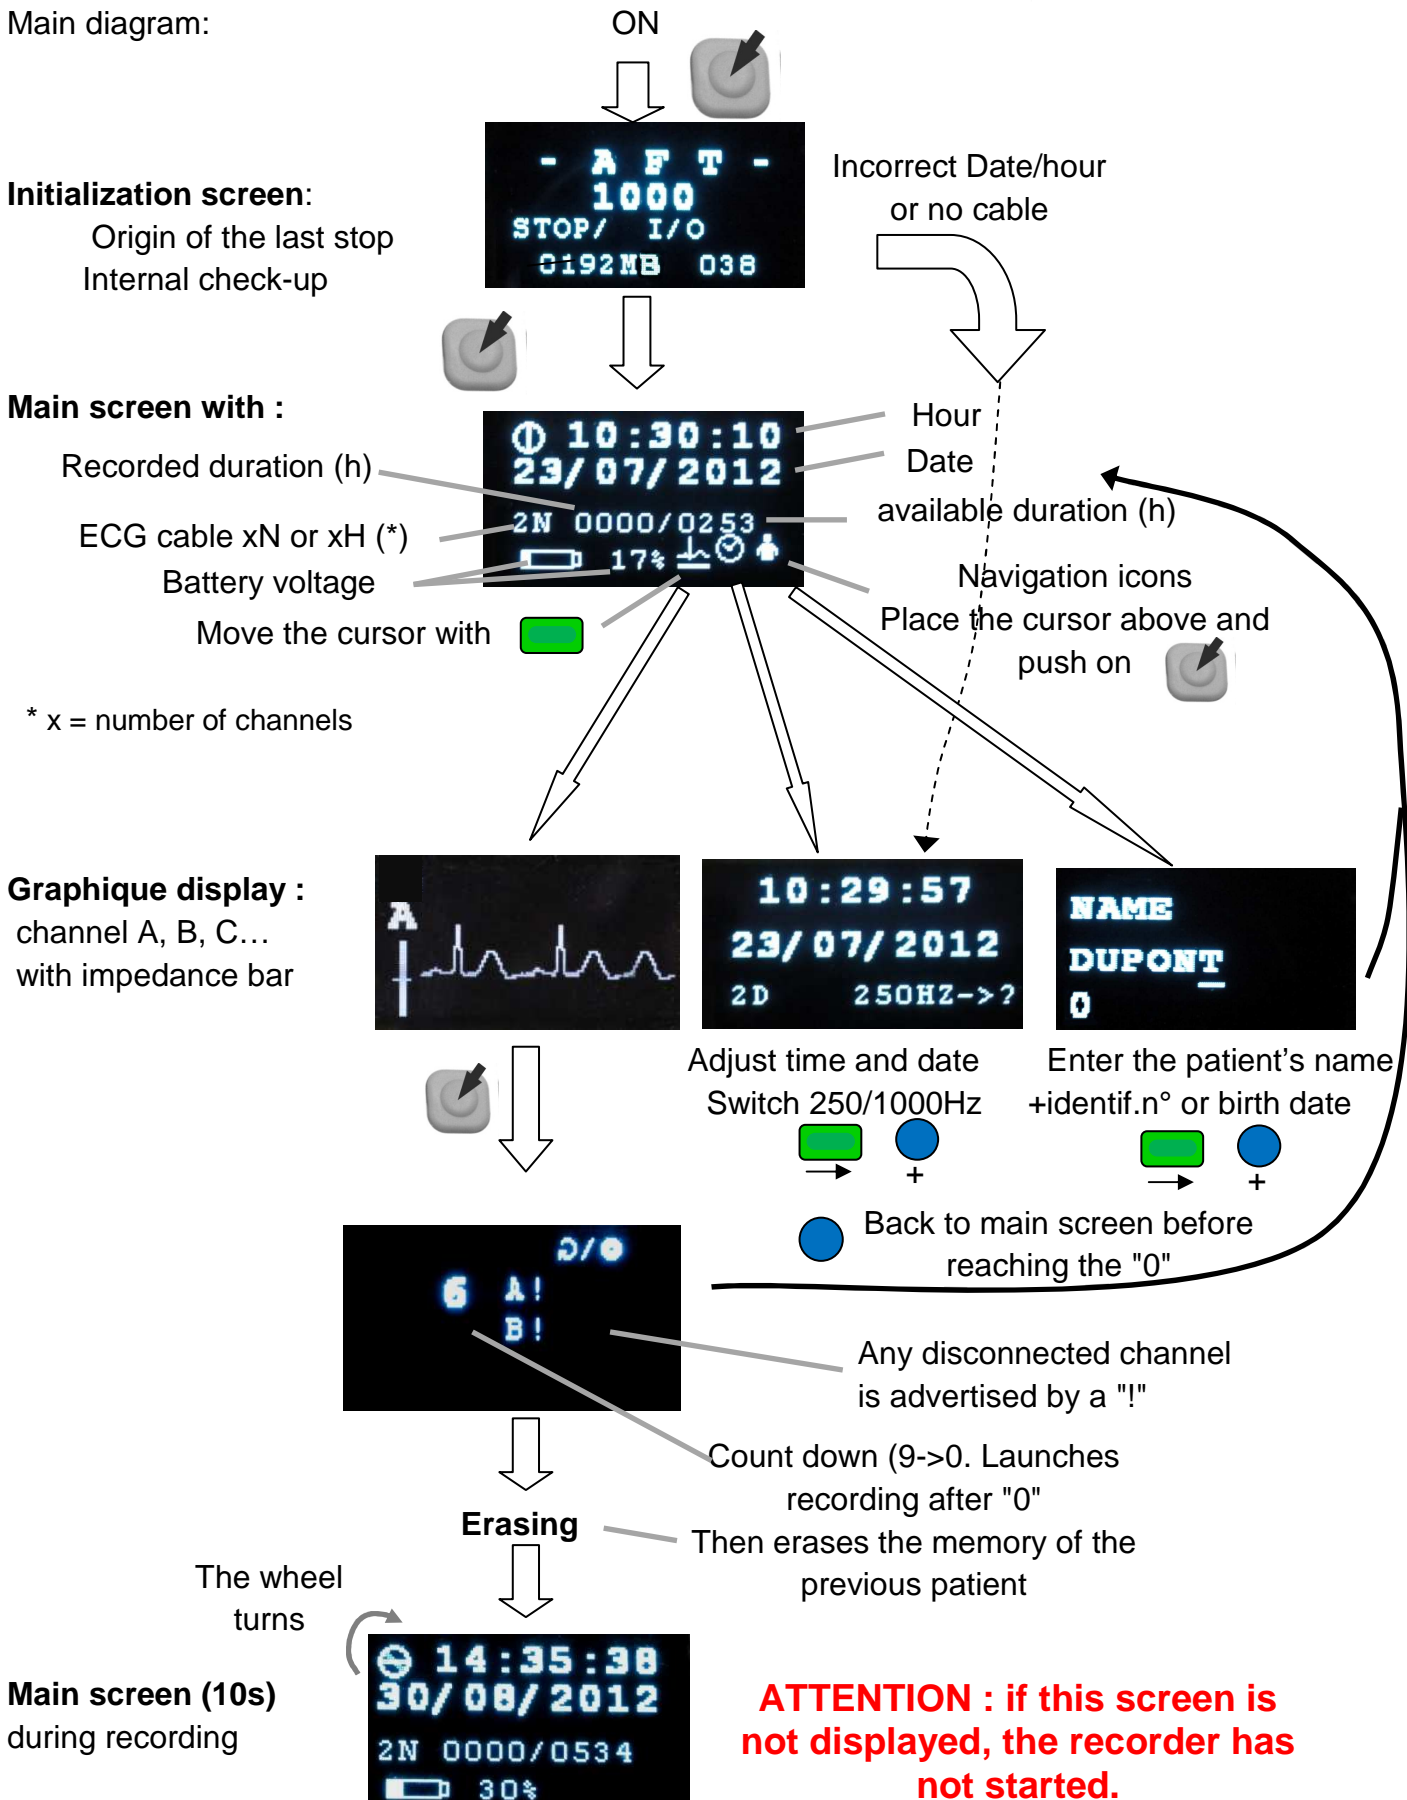 Main diagram:
ON
- A F T -
1000
STOP/ I/O
0192MB 038
Incorrect Date/hour
or no cable
Initialization screen:
Origin of the last stop
Internal check-up
Main screen with :
Recorded duration (h)
ECG cable xN or xH (*)
Battery voltage
Move the cursor with
10:30:10
23/07/2012
2N 0000/0253
17%
Hour
Date
available duration (h)
Navigation icons
Place the cursor above and
push on
* x = number of channels
Graphique display :
channel A, B, C…
with impedance bar
A
10:29:57
23/07/2012
2D 250HZ->?
NAME
DUPONT
0
Adjust time and date
Switch 250/1000Hz
+
Enter the patient's name
+identif.n° or birth date
+
Back to main screen before
reaching the "0"
6 A!
B!
Any disconnected channel
is advertised by a "!"
Count down (9->0. Launches
recording after "0"
Erasing
Then erases the memory of the
previous patient
The wheel
turns
14:35:38
30/08/2012
2N 0000/0534
30%
Main screen (10s)
during recording
ATTENTION : if this screen is
not displayed, the recorder has
not started.